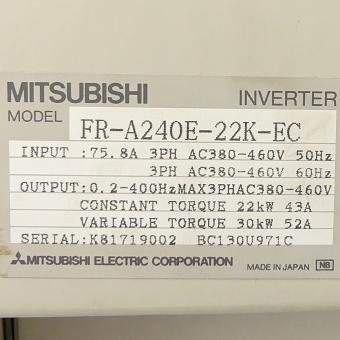 MITSUBISHI INVERTER
MODEL FR-A240E-22K-EC
INPUT :75.8A 3PH AC380-460V 50Hz
3PH AC380-460V 60Hz
OUTPUT:0.2-400HzMAX3PHAC380-460V
CONSTANT TORQUE 22kW 43A
VARIABLE TORQUE 30kW 52A
SERIAL:K81719002 BC130U971C
MITSUBISHI ELECTRIC CORPORATION MADE IN JAPAN NB